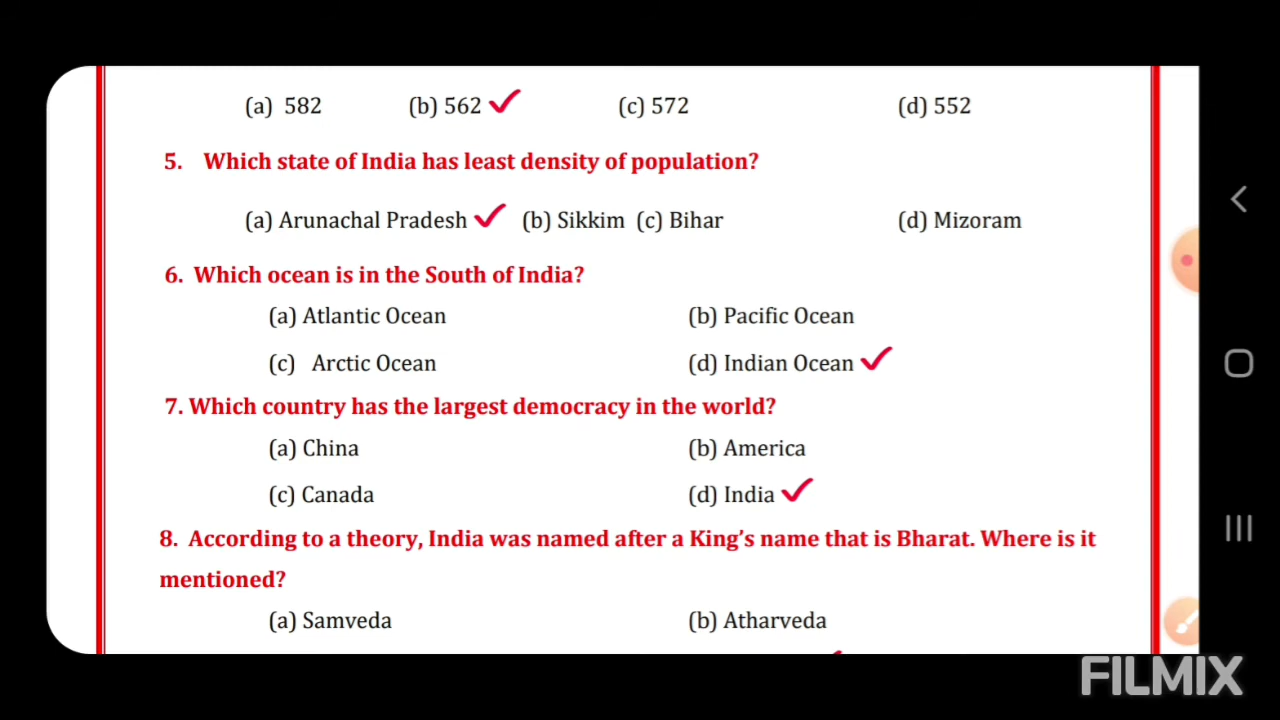 (a) 582 (b) 562 (c) 572 (d) 552
5. Which state of India has least density of population?
(a) Arunachal Pradesh (b) Sikkim (c) Bihar (d) Mizoram
6. Which ocean is in the South of India?
(a) Atlantic Ocean (b) Pacific Ocean
(c) Arctic Ocean (d) Indian Ocean
7. Which country has the largest democracy in the world?
(a) China (b) America
(c) Canada (d) India
8. According to a theory, India was named after a King's name that is Bharat. Where is it
mentioned?
(a) Samveda (b) Atharveda
FILMIX